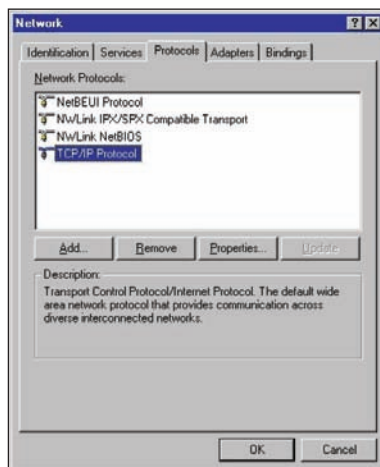 Network
Identification Services Protocols Adapters Bindings
Network Protocols:
NetBEUI Protocol
NWLink IPX/SPX Compatible Transport
NWLink NetBIOS
TCP/IP Protocol
Add... Remove Properties... Update
Description:
Transport Control Protocol/Internet Protocol. The default wide
area network protocol that provides communication across
diverse interconnected networks.
OK Cancel